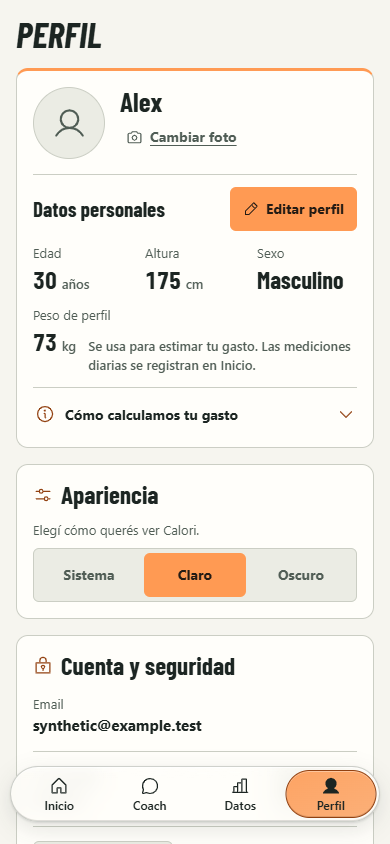 PERFIL
Alex
Cambiar foto
Datos personales
Editar perfil
Edad
Altura
Sexo
30 años
175 cm
Masculino
Peso de perfil
73 kg
Se usa para estimar tu gasto. Las mediciones
diarias se registran en Inicio.
Cómo calculamos tu gasto
Apariencia
Elegí cómo querés ver Calori.
Sistema
Claro
Oscuro
Cuenta y seguridad
Email
synthetic@example.test
Inicio
Coach
Datos
Perfil